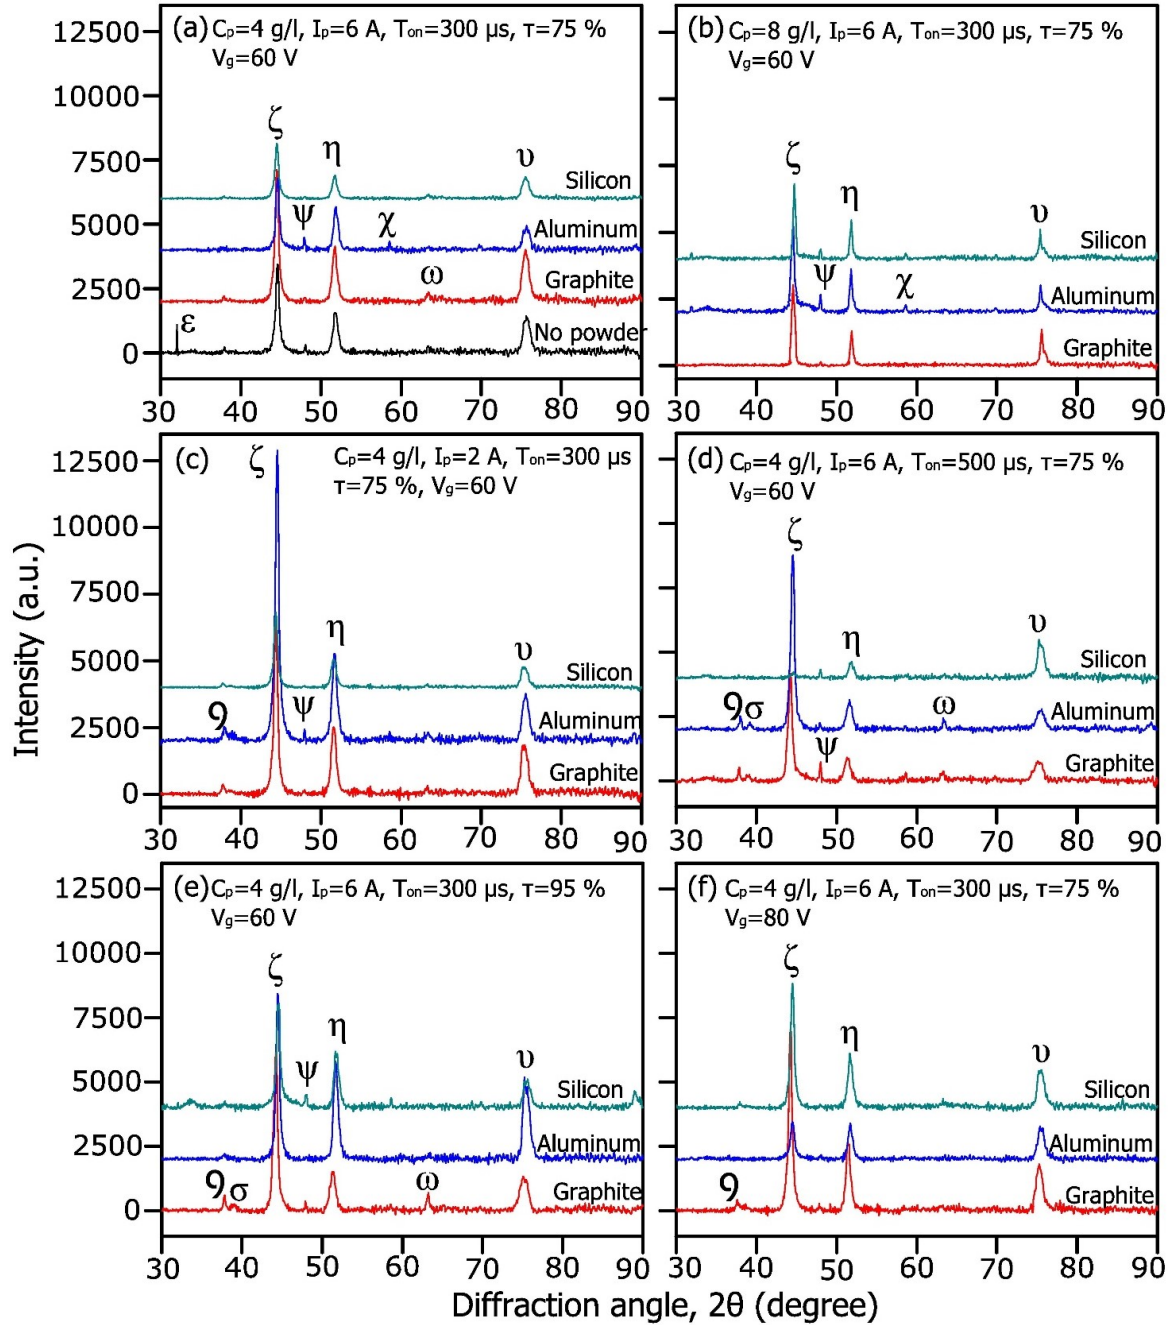 (a) Cp=4 g/l, Ip=6 A, Ton=300 µs, τ=75 %
Vg=60 V
12500
10000
7500
5000
2500
0
ζ
η
υ
Silicon
ψ
χ
Aluminum
ω
Graphite
ε
No powder
30 40 50 60 70 80 90
(b) Cp=8 g/l, Ip=6 A, Ton=300 µs, τ=75 %
Vg=60 V
ζ
η
υ
Silicon
ψ
χ
Aluminum
Graphite
30 40 50 60 70 80 90
(c) Cp=4 g/l, Ip=2 A, Ton=300 µs
τ=75 %, Vg=60 V
12500
10000
7500
5000
2500
0
ζ
η
υ
Silicon
9
ψ
Aluminum
Graphite
30 40 50 60 70 80 90
(d) Cp=4 g/l, Ip=6 A, Ton=500 µs, τ=75 %
Vg=60 V
ζ
η
υ
Silicon
9σ
ω
Aluminum
ψ
Graphite
30 40 50 60 70 80 90
(e) Cp=4 g/l, Ip=6 A, Ton=300 µs, τ=95 %
Vg=60 V
12500
10000
7500
5000
2500
0
ζ
η
υ
ψ
Silicon
Aluminum
9σ
ω
Graphite
30 40 50 60 70 80 90
(f) Cp=4 g/l, Ip=6 A, Ton=300 µs, τ=75 %
Vg=80 V
ζ
η
υ
Silicon
Aluminum
9
Graphite
30 40 50 60 70 80 90
Intensity (a.u.)
Diffraction angle, 2θ (degree)